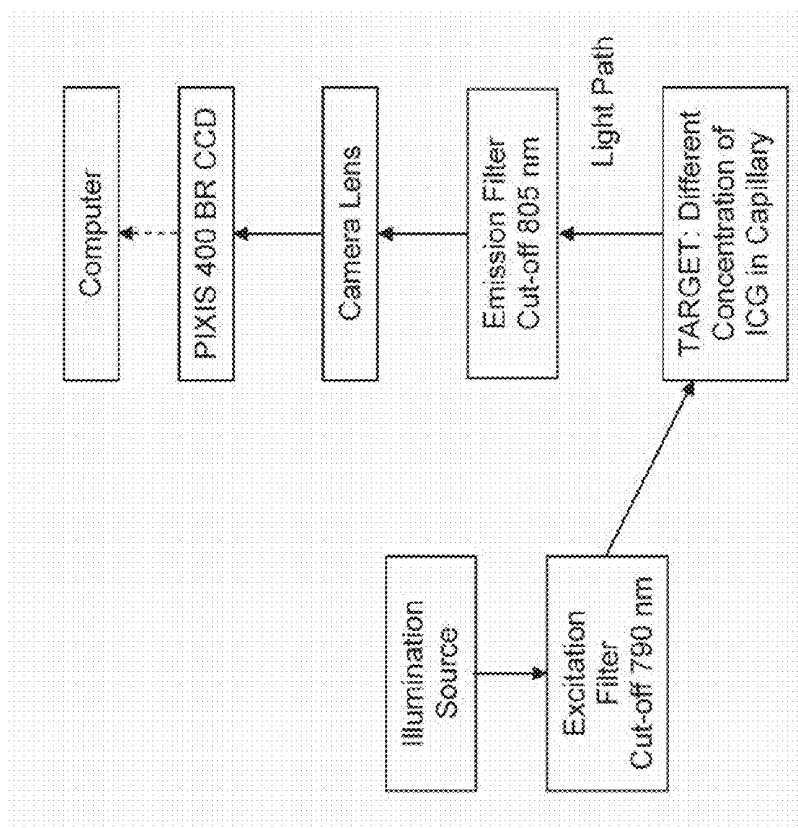 Illumination
Source
Excitation
Filter
Cut-off 790 nm
Computer
PIXIS 400 BR CCD
Camera Lens
Emission Filter
Cut-off 805 nm
Light Path
TARGET: Different
Concentration of
ICG in Capillary